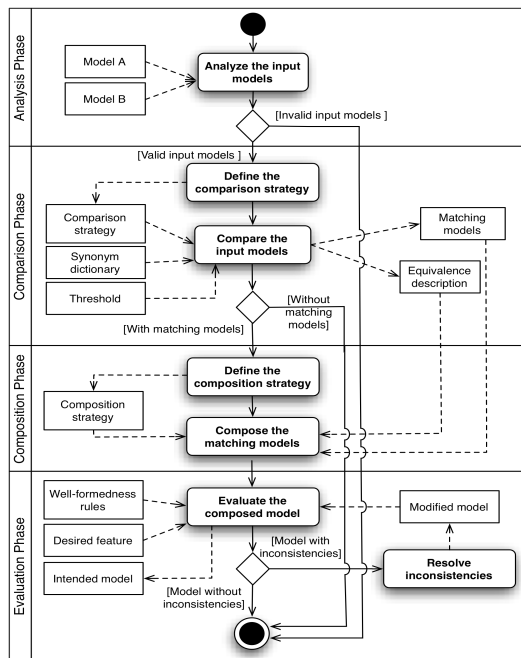 Analysis Phase
Model A
Model B
Analyze the input
models
[Invalid input models ]
[Valid input models ]
Comparison Phase
Define the
comparison strategy
Comparison
strategy
Synonym
dictionary
Threshold
Compare the
input models
Matching
models
Equivalence
description
[Without
matching
models]
[With matching models]
Composition Phase
Define the
composition strategy
Composition
strategy
Compose the
matching models
Evaluation Phase
Well-formedness
rules
Desired feature
Intended model
Evaluate the
composed model
Modified model
[Model with
inconsistencies]
Resolve
inconsistencies
[Model without
inconsistencies]